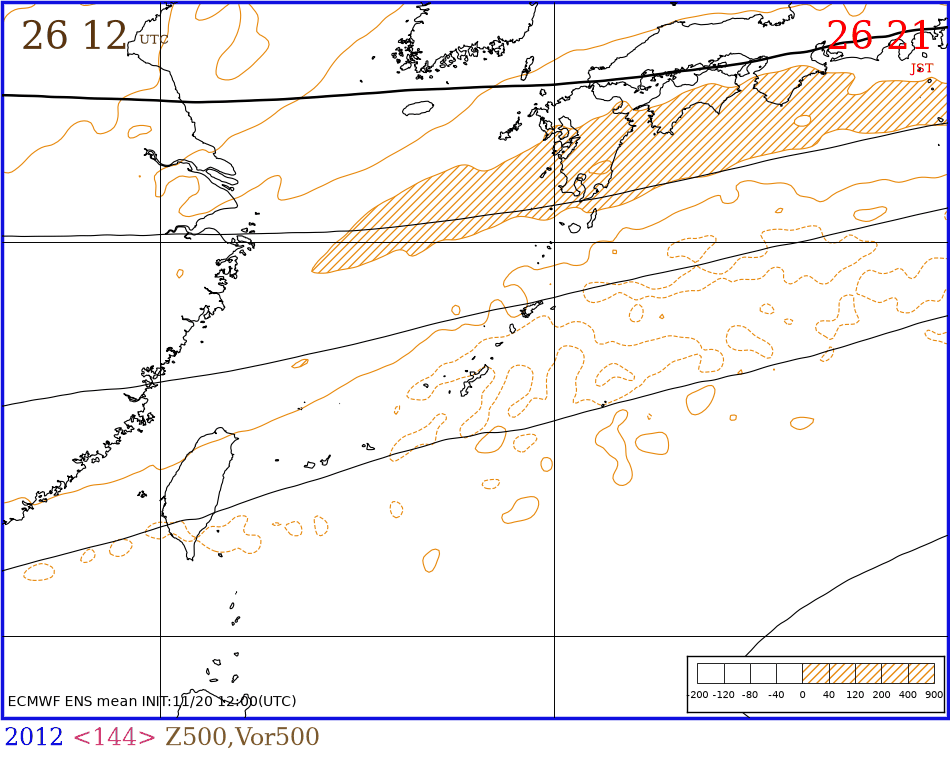 26 12 UTC
26 21
JST
-200 -120 -80 -40 0 40 120 200 400 900
ECMWF ENS mean INIT:11/20 12:00(UTC)
2012 <144> Z500,Vor500